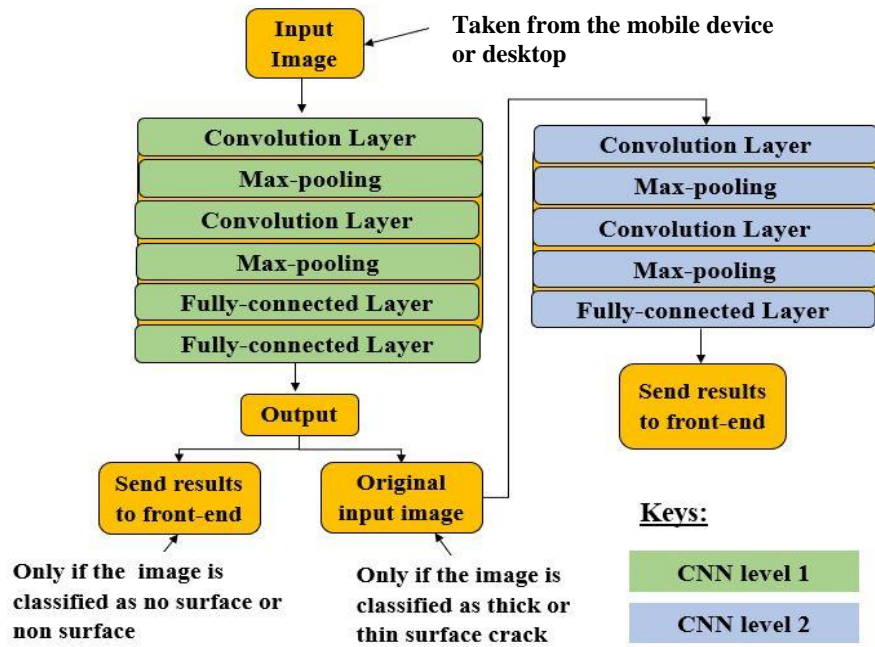 Input
Image
Taken from the mobile device
or desktop
Convolution Layer
Max-pooling
Convolution Layer
Max-pooling
Fully-connected Layer
Fully-connected Layer
Output
Send results
to front-end
Original
input image
Only if the image is
classified as no surface or
non surface
Only if the image is
classified as thick or
thin surface crack
Convolution Layer
Max-pooling
Convolution Layer
Max-pooling
Fully-connected Layer
Send results
to front-end
Keys:
CNN level 1
CNN level 2